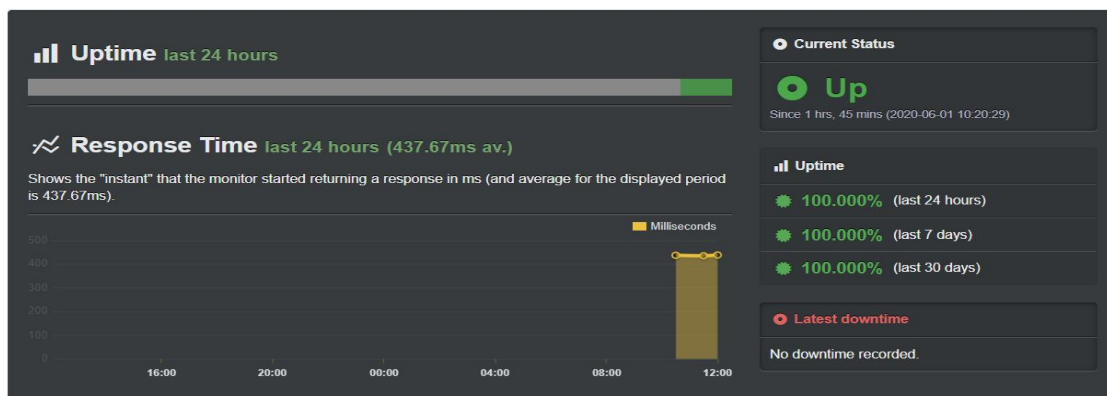 Uptime last 24 hours
Response Time last 24 hours (437.67ms av.)
Shows the "instant" that the monitor started returning a response in ms (and average for the displayed period
is 437.67ms).
Milliseconds
500
400
300
200
100
0
16:00 20:00 00:00 04:00 08:00 12:00
Current Status
Up
Since 1 hrs, 45 mins (2020-06-01 10:20:29)
Uptime
100.000% (last 24 hours)
100.000% (last 7 days)
100.000% (last 30 days)
Latest downtime
No downtime recorded.